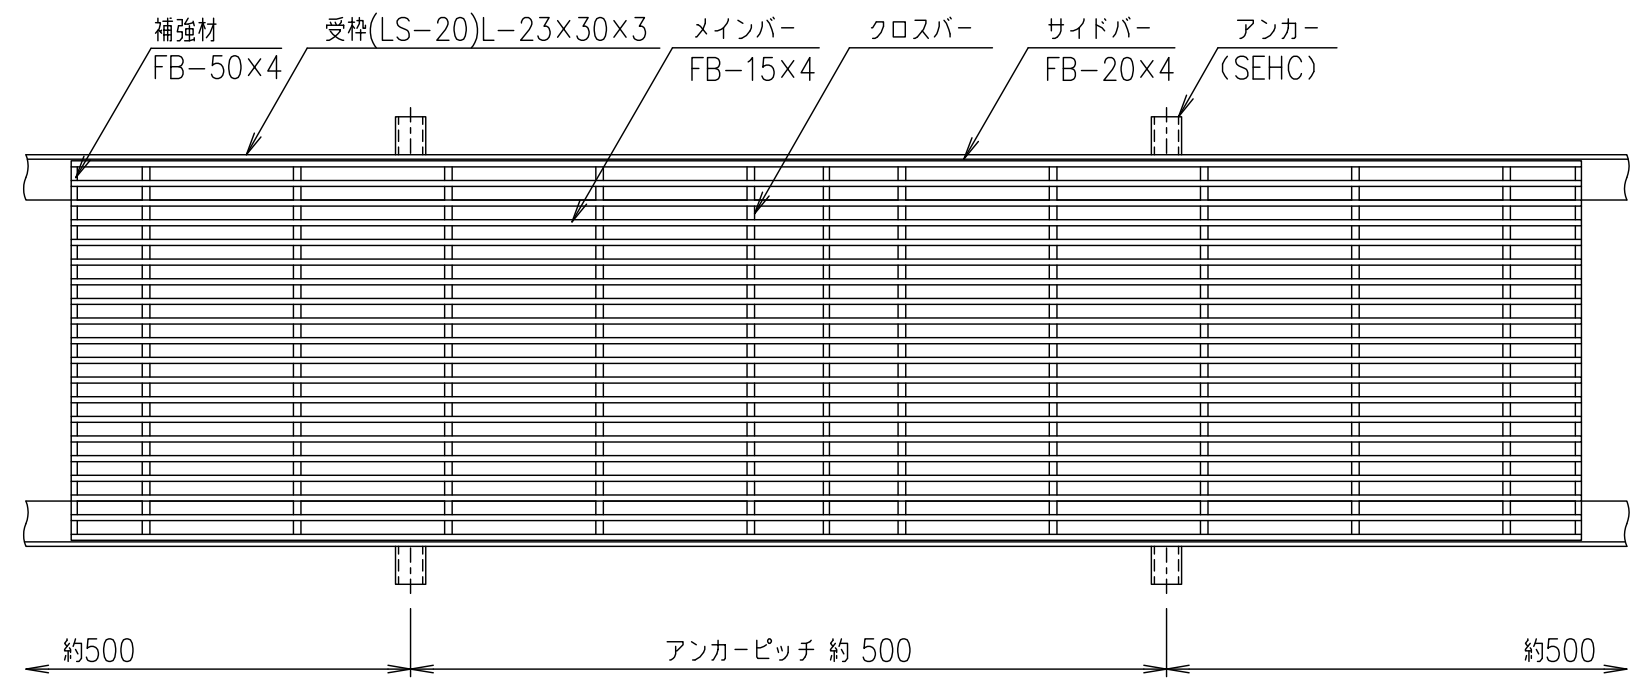 補強材
FB-50×4
受枠(LS-20)L-23×30×3
メインバー
FB-15×4
クロスバー
サイドバー
FB-20×4
アンカー
(SEHC)
約500
アンカーピッチ 約 500
約500